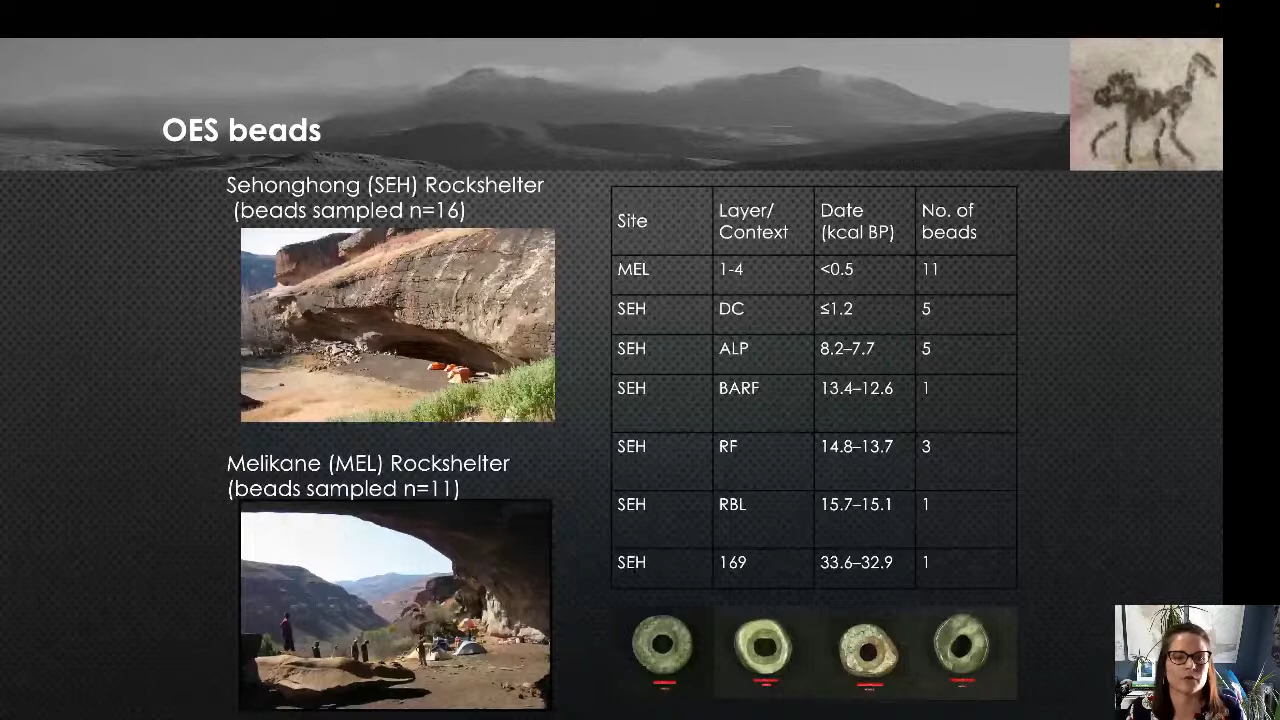 OES beads
Sehonghong (SEH) Rockshelter
(beads sampled n=16)
Melikane (MEL) Rockshelter
(beads sampled n=11)
Site Layer/ Context Date (kcal BP) No. of beads
MEL 1-4 <0.5 11
SEH DC ≤1.2 5
SEH ALP 8.2–7.7 5
SEH BARF 13.4–12.6 1
SEH RF 14.8–13.7 3
SEH RBL 15.7–15.1 1
SEH 169 33.6–32.9 1